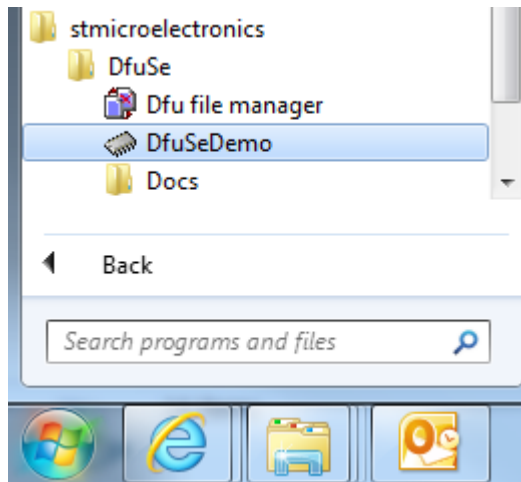 stmicroelectronics
DfuSe
Dfu file manager
DfuSeDemo
Docs
Back
Search programs and files